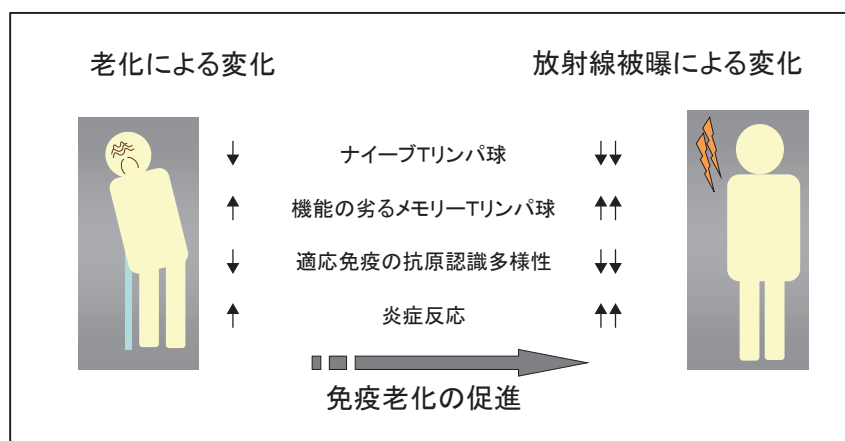 老化による変化
放射線被曝による変化
↓ ナイーブTリンパ球 ↓↓
↑ 機能の劣るメモリーTリンパ球 ↑↑
↓ 適応免疫の抗原認識多様性 ↓↓
↑ 炎症反応 ↑↑
免疫老化の促進